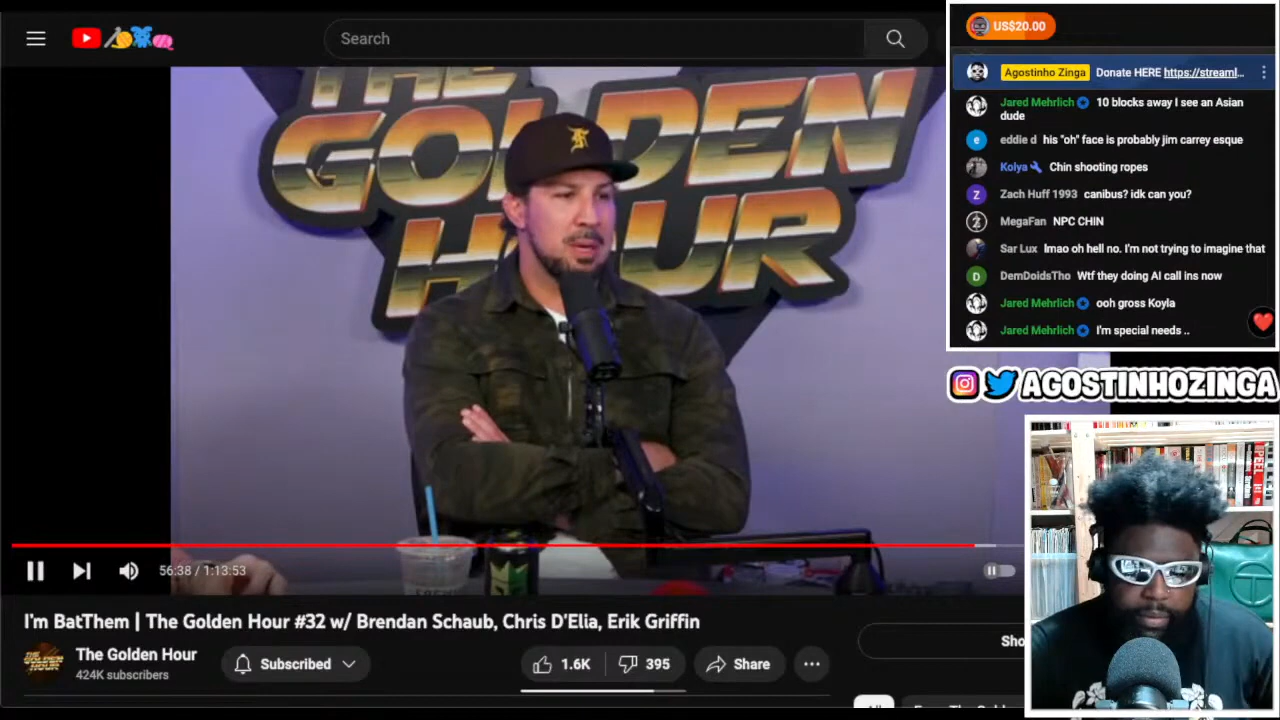 Search
THE
GOLDEN
HOUR
56:38 / 1:13:53
I'm BatThem | The Golden Hour #32 w/ Brendan Schaub, Chris D'Elia, Erik Griffin
The Golden Hour
424K subscribers
Subscribed
1.6K
395
Share
Sho
All
US$20.00
Agostinho Zinga Donate HERE https://streaml...
Jared Mehrlich 10 blocks away I see an Asian
dude
eddie d his "oh" face is probably jim carrey esque
Kolya Chin shooting ropes
Zach Huff 1993 canibus? idk can you?
MegaFan NPC CHIN
Sar Lux lmao oh hell no. I'm not trying to imagine that
DemDoidsTho Wtf they doing AI call ins now
Jared Mehrlich ooh gross Koyla
Jared Mehrlich I'm special needs ..
AGOSTINHOZINGA